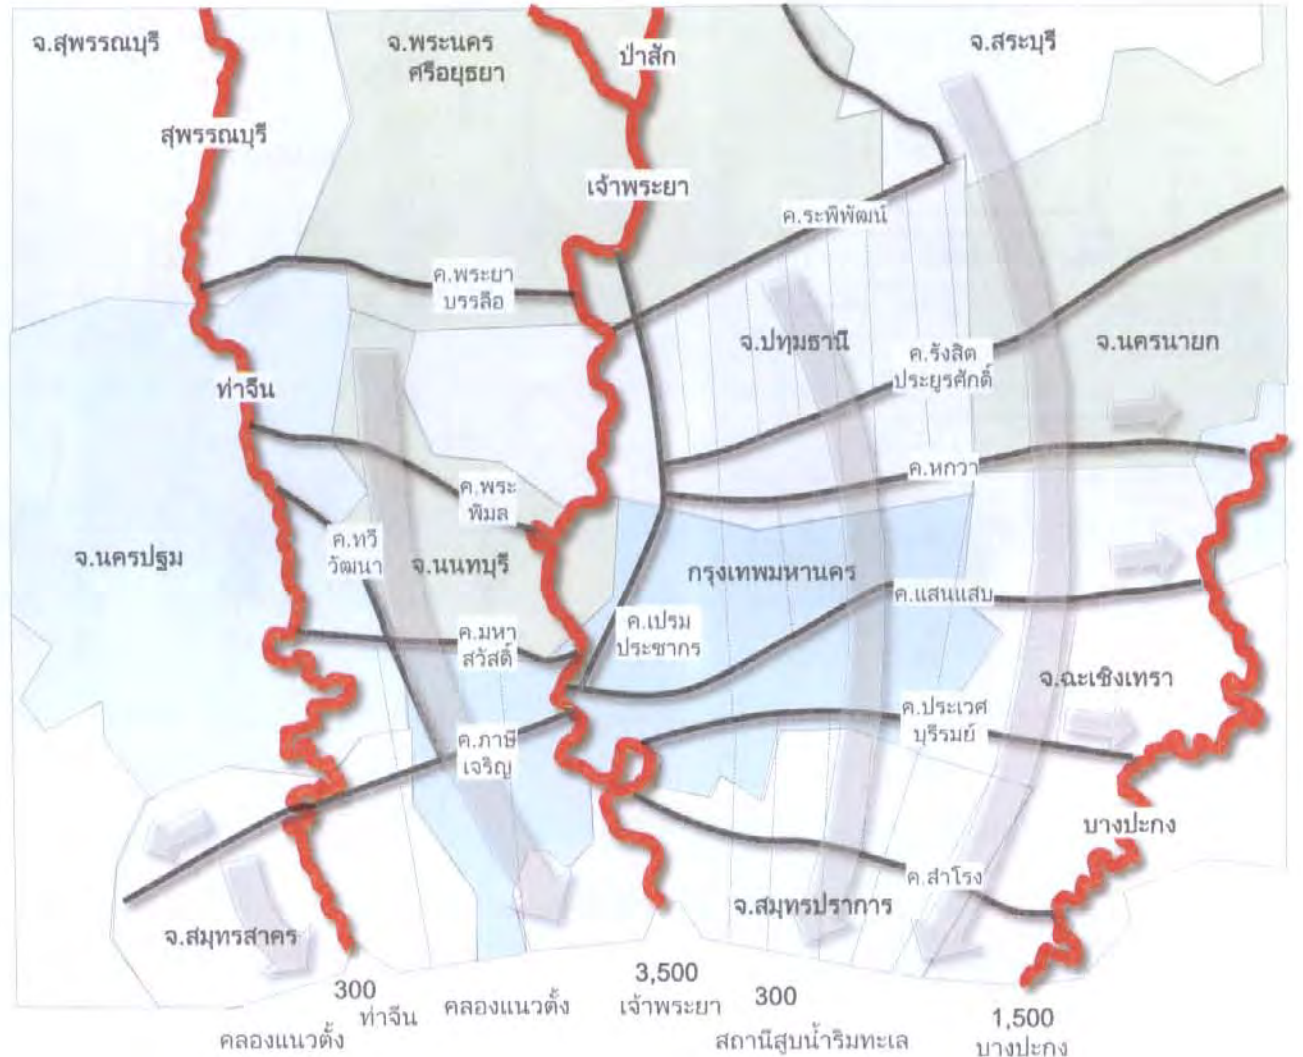 จ.สุพรรณบุรี
จ.พระนคร
ศรีอยุธยา
ป่าสัก
จ.สระบุรี
สุพรรณบุรี
เจ้าพระยา
ค.ระพิพัฒน์
ค.พระยา
บรรลือ
จ.ปทุมธานี
ค.รังสิต
ประยูรศักดิ์
จ.นครนายก
ท่าจีน
ค.หกวา
ค.พระ
พิมล
จ.นครปฐม
ค.ทวี
วัฒนา
จ.นนทบุรี
กรุงเทพมหานคร
ค.แสนแสบ
ค.มหา
สวัสดิ์
ค.เปรม
ประชากร
จ.ฉะเชิงเทรา
ค.ประเวศ
บุรีรมย์
ค.ภาษี
เจริญ
บางปะกง
ค.สำโรง
จ.สมุทรสาคร
จ.สมุทรปราการ
300
ท่าจีน
คลองแนวตั้ง
คลองแนวตั้ง
3,500
เจ้าพระยา
300
สถานีสูบน้ำริมทะเล
1,500
บางปะกง